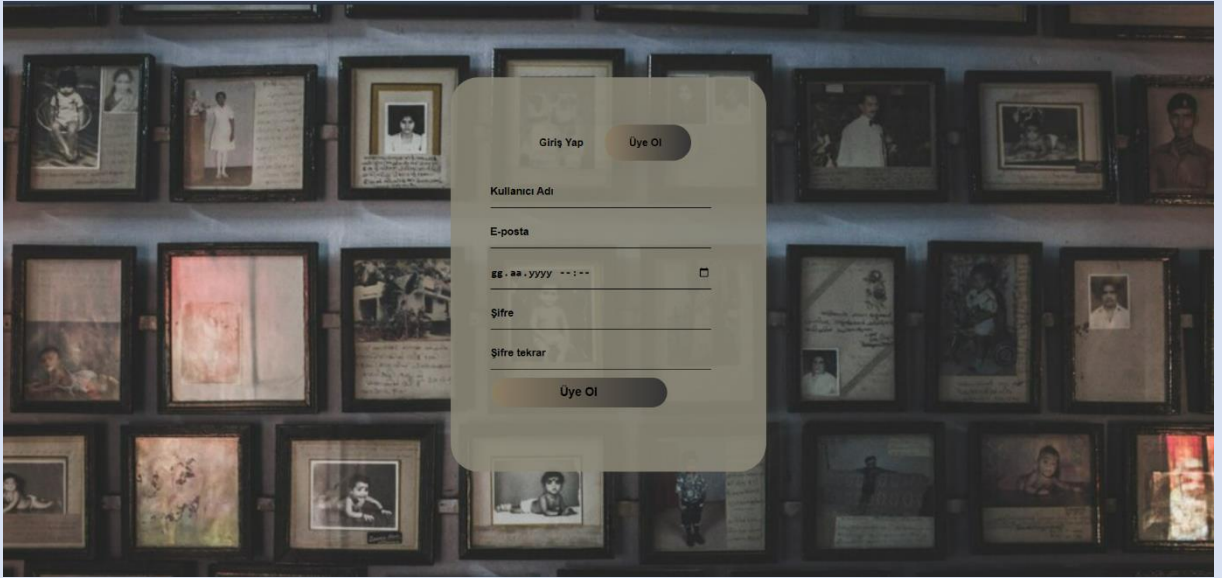 Giriş Yap Üye Ol
Kullanıcı Adı
E-posta
gg.aa.yyyy --:--
Şifre
Şifre tekrar
Üye Ol